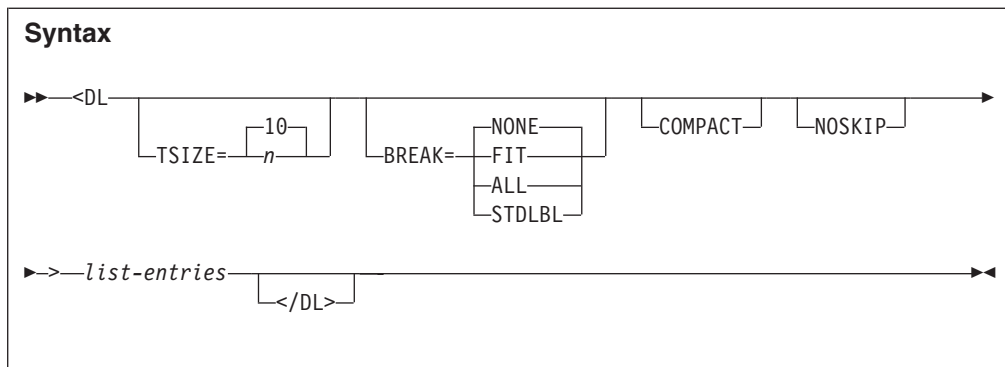 Syntax
<DL TSIZE= 10 n BREAK= NONE FIT ALL STDLBL COMPACT NOSKIP
> list-entries </DL>